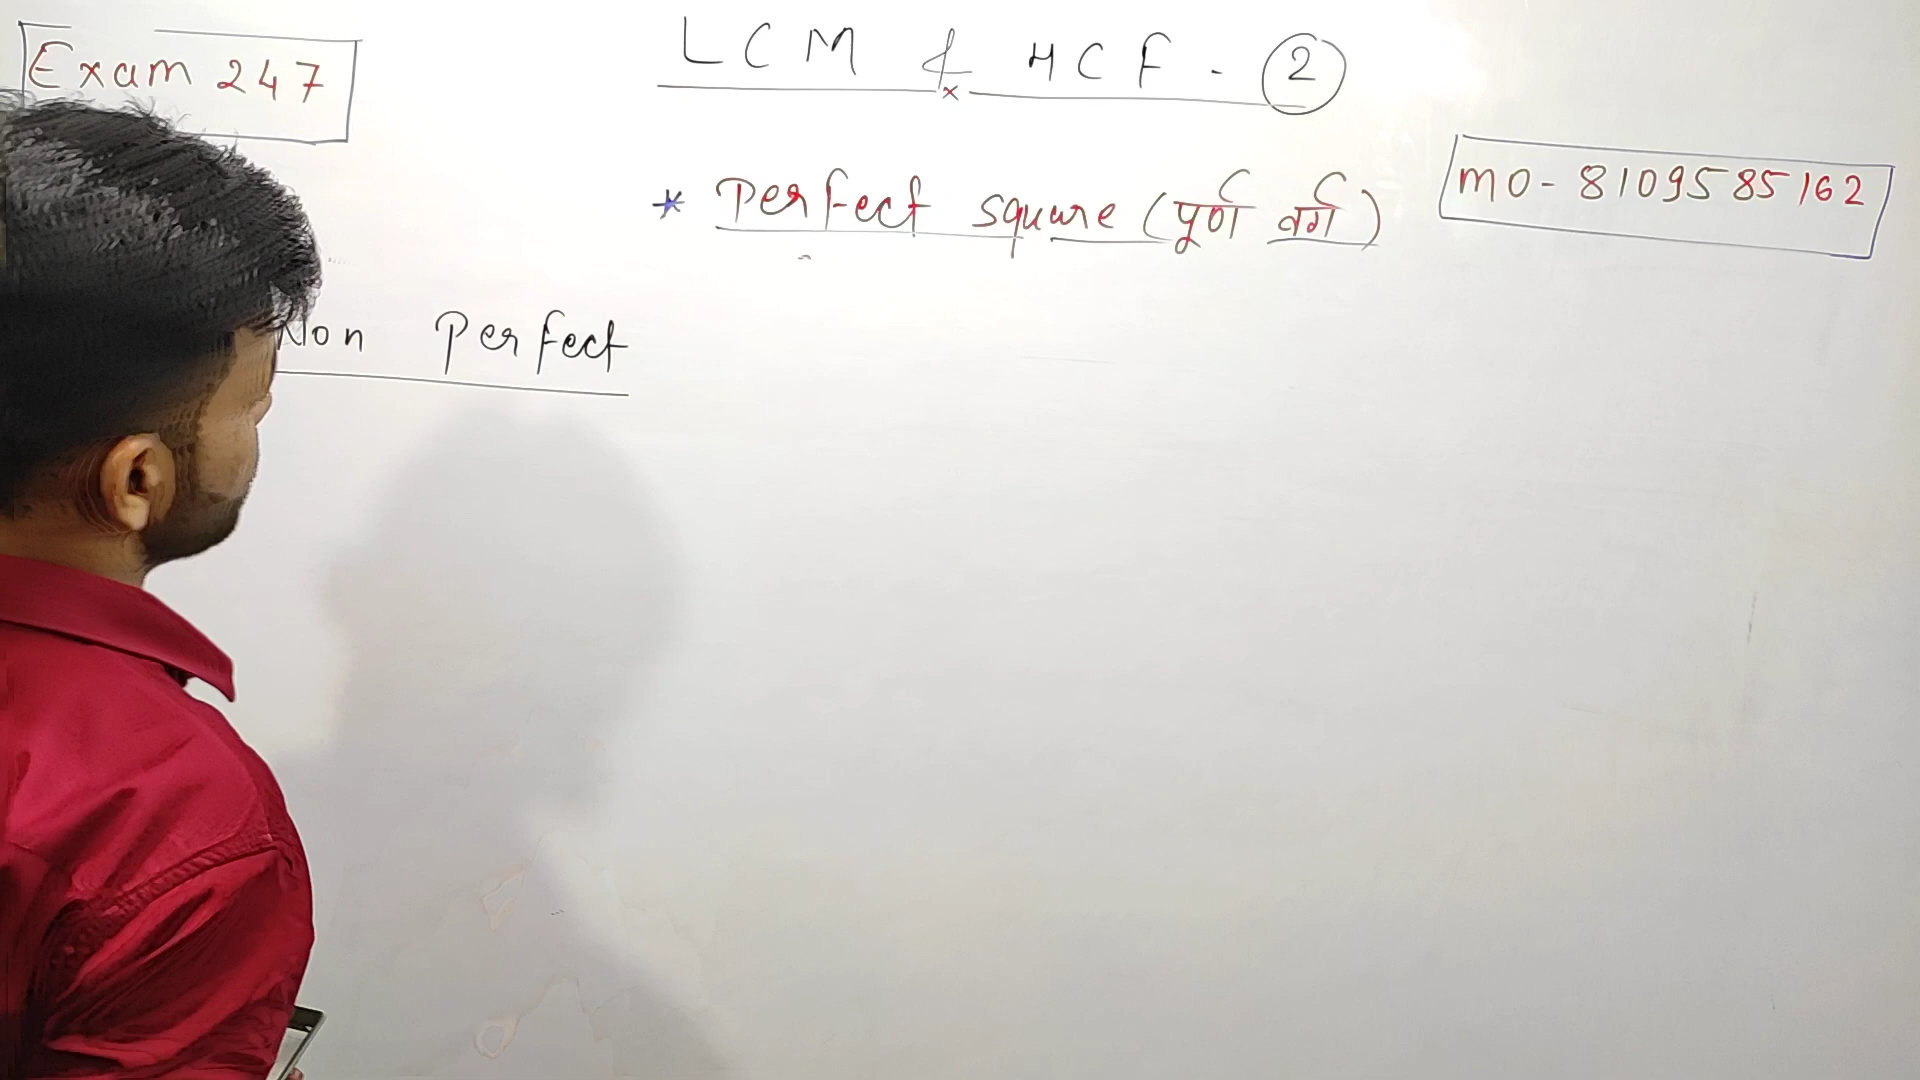 Exam 247
LCM & HCF - 2
* Perfect square (पूर्ण वर्ग)
MO - 8109585162
Non Perfect